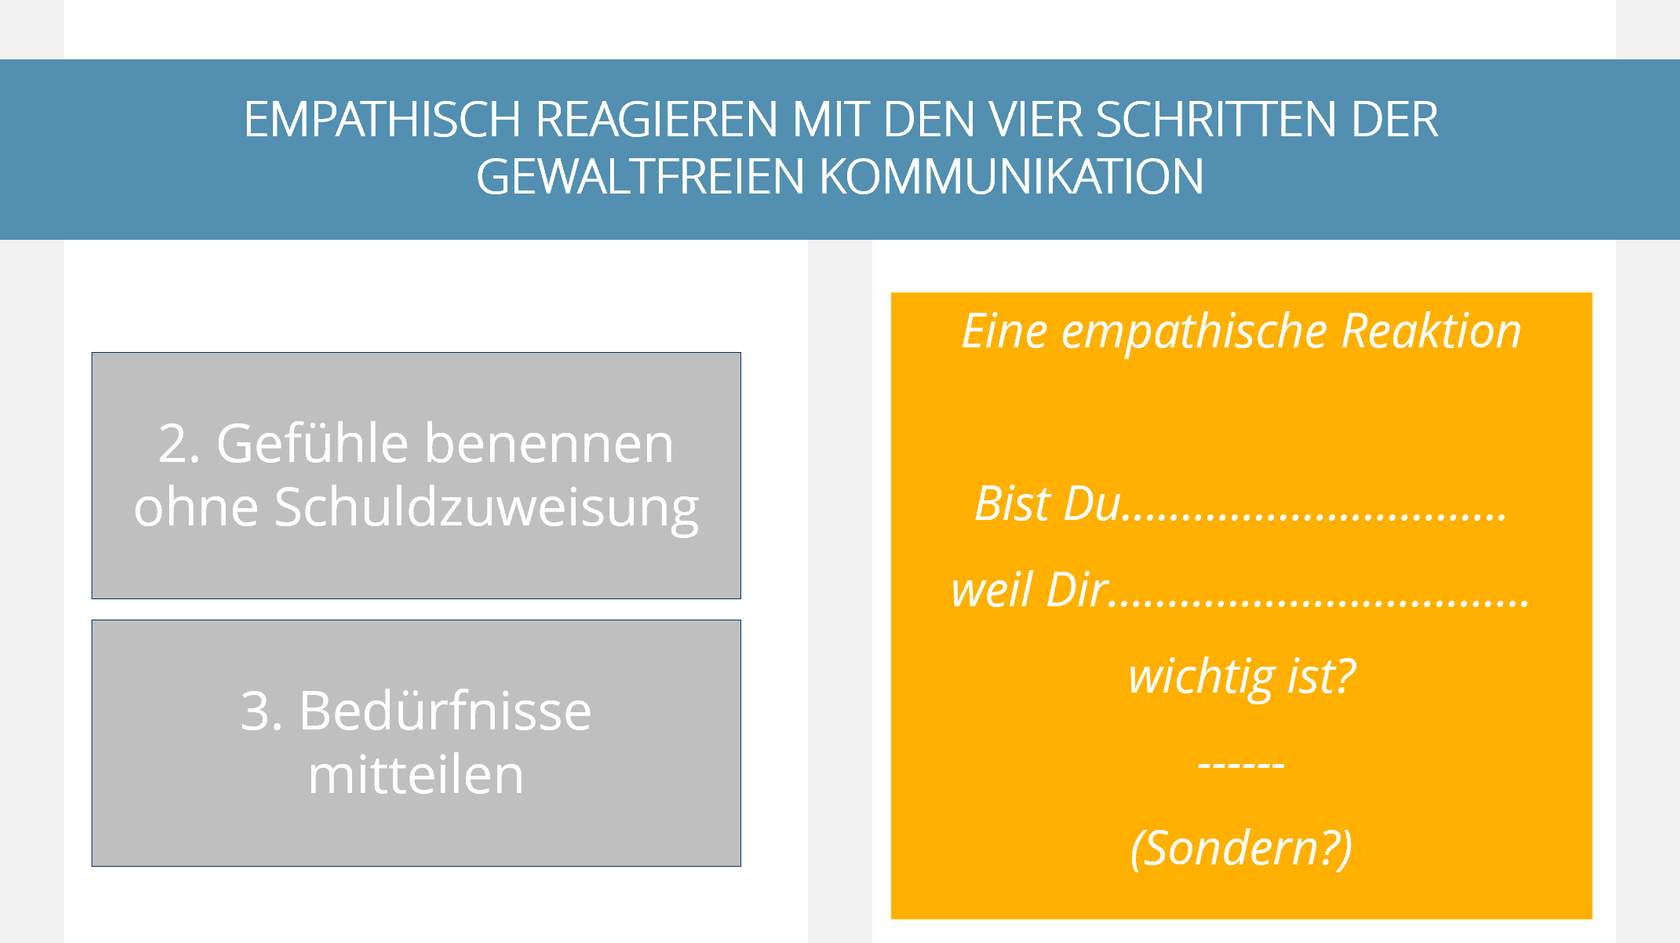 EMPATHISCH REAGIEREN MIT DEN VIER SCHRITTEN DER
GEWALTFREIEN KOMMUNIKATION
2. Gefühle benennen
ohne Schuldzuweisung
3. Bedürfnisse
mitteilen
Eine empathische Reaktion
Bist Du................................
weil Dir...................................
wichtig ist?
------
(Sondern?)